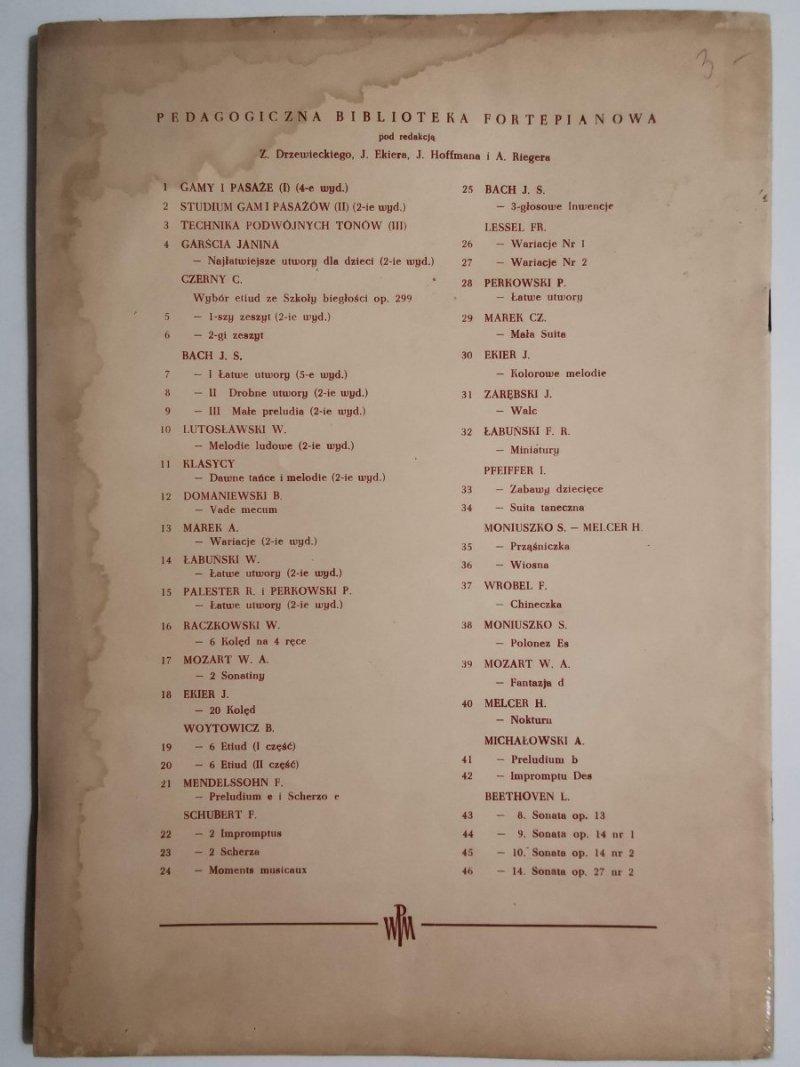 3 –
PEDAGOGICZNA BIBLIOTEKA FORTEPIANOWA
pod redakcją
Z. Drzewieckiego, J. Ekiera, J. Hoffmana i A. Riegera
1 GAMY I PASAŻE (I) (4-e wyd.)
2 STUDIUM GAM I PASAŻÓW (II) (2-ie wyd.)
3 TECHNIKA PODWÓJNYCH TONÓW (III)
4 GARŚCIA JANINA
— Najłatwiejsze utwory dla dzieci (2-ie wyd.)
CZERNY C.
Wybór etiud ze Szkoły biegłości op. 299
5 — 1-szy zeszyt (2-ie wyd.)
6 — 2-gi zeszyt
BACH J. S.
7 — I Łatwe utwory (5-e wyd.)
8 — II Drobne utwory (2-ie wyd.)
9 — III Małe preludia (2-ie wyd.)
10 LUTOSŁAWSKI W.
— Melodie ludowe (2-ie wyd.)
11 KLASYCY
— Dawne tańce i melodie (2-ie wyd.)
12 DOMANIEWSKI B.
— Vade mecum
13 MAREK A.
— Wariacje (2-ie wyd.)
14 ŁABUŃSKI W.
— Łatwe utwory (2-ie wyd.)
15 PALESTER R. i PERKOWSKI P.
— Łatwe utwory (2-ie wyd.)
16 RACZKOWSKI W.
— 6 Kolęd na 4 ręce
17 MOZART W. A.
— 2 Sonatiny
18 EKIER J.
— 20 Kolęd
WOYTOWICZ B.
19 — 6 Etiud (I część)
20 — 6 Etiud (II część)
21 MENDELSSOHN F.
— Preludium e i Scherzo e
SCHUBERT F.
22 — 2 Impromptus
23 — 2 Scherza
24 — Moments musicaux
25 BACH J. S.
— 3-głosowe Inwencje
LESSEL FR.
26 — Wariacje Nr 1
27 — Wariacje Nr 2
28 PERKOWSKI P.
— Łatwe utwory
29 MAREK CZ.
— Mała Suita
30 EKIER J.
— Kolorowe melodie
31 ZARĘBSKI J.
— Walc
32 ŁABUŃSKI F. R.
— Miniatury
PFEIFFER I.
33 — Zabawy dziecięce
34 — Suita taneczna
MONIUSZKO S. — MELCER H.
35 — Prząśniczka
36 — Wiosna
37 WROBEL F.
— Chineczka
38 MONIUSZKO S.
— Polonez Es
39 MOZART W. A.
— Fantazja d
40 MELCER H.
— Nokturn
MICHAŁOWSKI A.
41 — Preludium b
42 — Impromptu Des
BEETHOVEN L.
43 — 8. Sonata op. 13
44 — 9. Sonata op. 14 nr 1
45 — 10. Sonata op. 14 nr 2
46 — 14. Sonata op. 27 nr 2
PWM